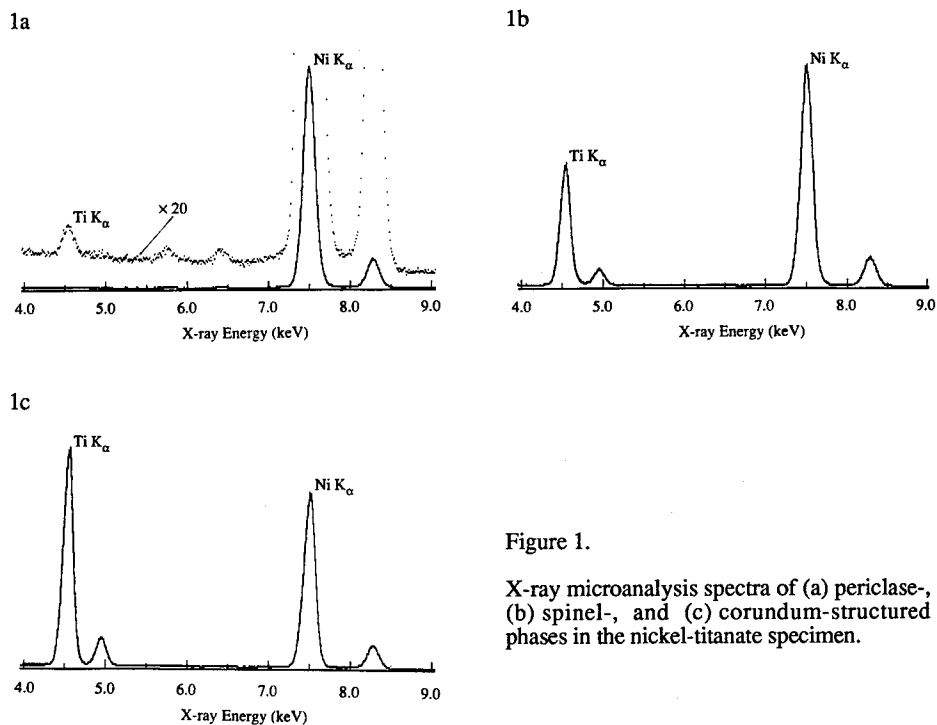 1a
Ni Kα
Ti Kα
×20
4.0 5.0 6.0 7.0 8.0 9.0
X-ray Energy (keV)
1b
Ni Kα
Ti Kα
4.0 5.0 6.0 7.0 8.0 9.0
X-ray Energy (keV)
1c
Ti Kα
Ni Kα
4.0 5.0 6.0 7.0 8.0 9.0
X-ray Energy (keV)
Figure 1.
X-ray microanalysis spectra of (a) periclase-,
(b) spinel-, and (c) corundum-structured
phases in the nickel-titanate specimen.